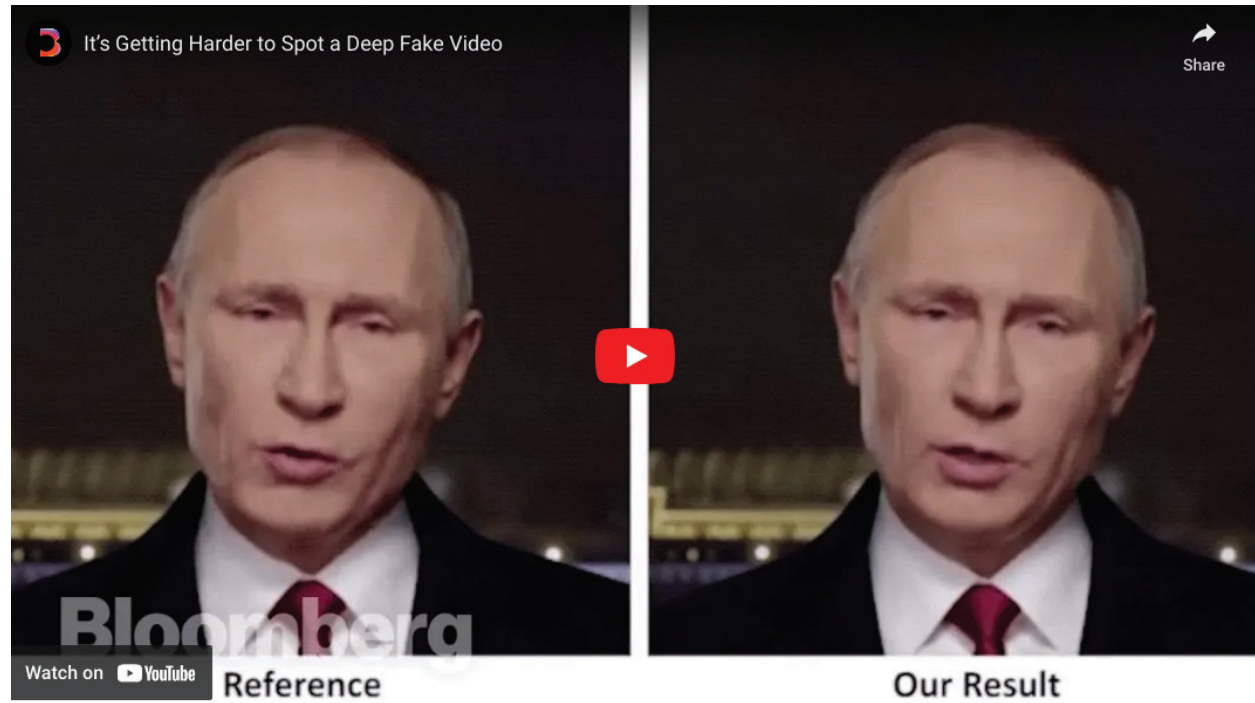 It's Getting Harder to Spot a Deep Fake Video
Share
Bloomberg
Watch on YouTube
Reference
Our Result